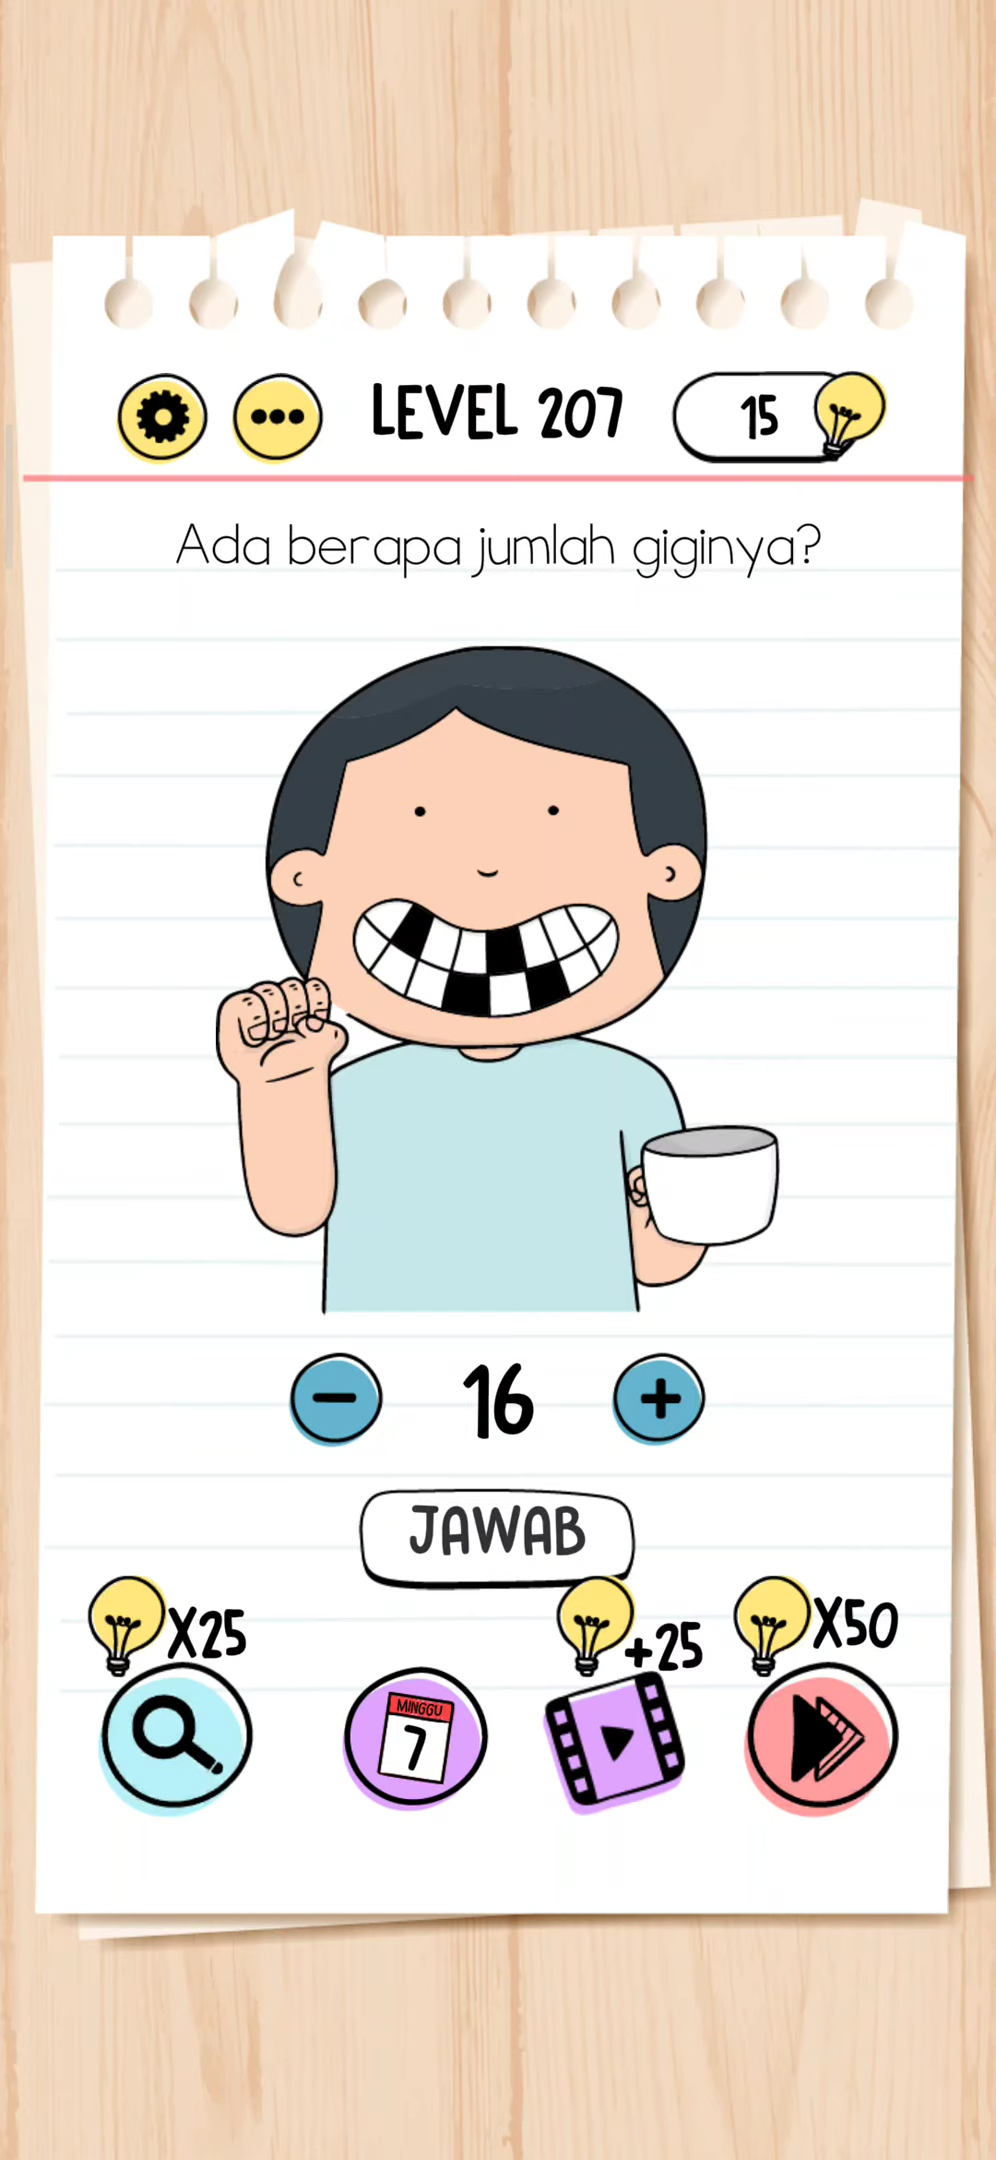 LEVEL 207
15
Ada berapa jumlah giginya?
16
JAWAB
X25
+25
X50
MINGGU
7